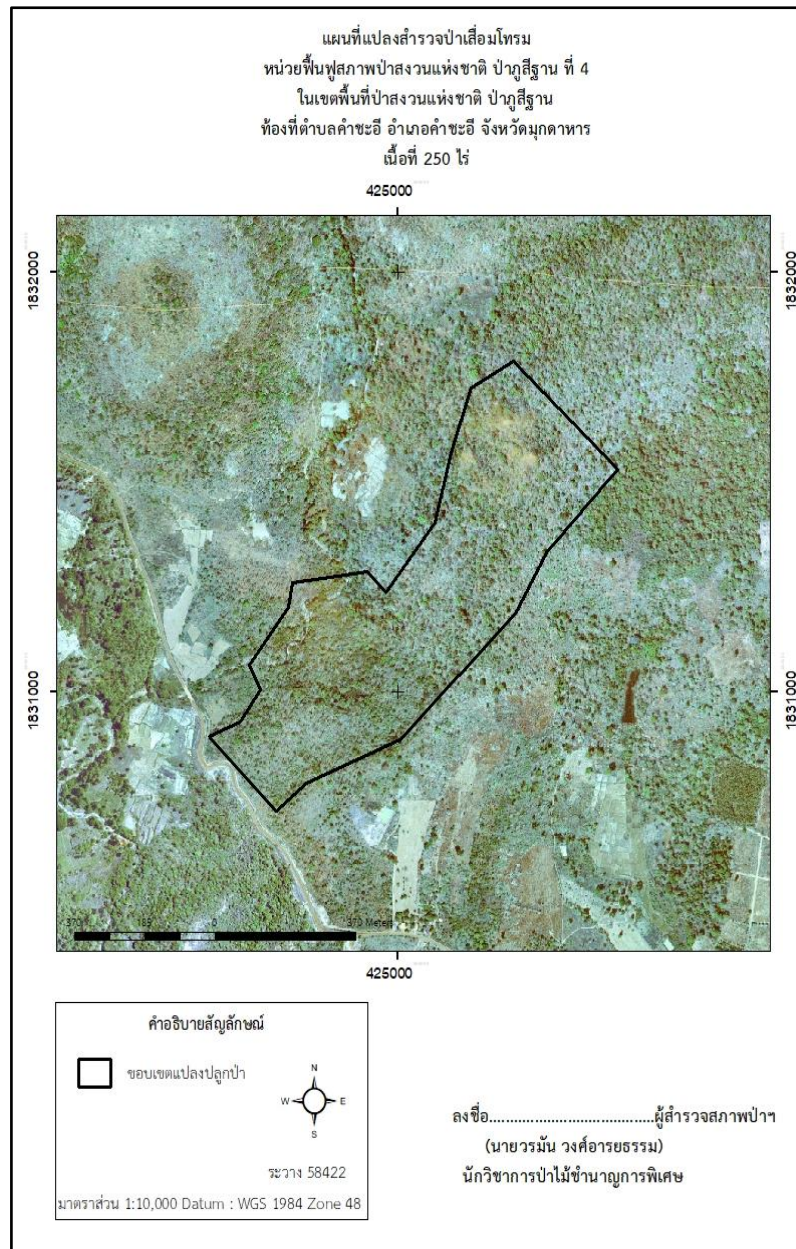 แผนที่แปลงสำรวจป่าเสื่อมโทรม
หน่วยฟื้นฟูสภาพป่าสงวนแห่งชาติ ป่าภูสีฐาน ที่ 4
ในเขตพื้นที่ป่าสงวนแห่งชาติ ป่าภูสีฐาน
ท้องที่ตำบลคำชะอี อำเภอคำชะอี จังหวัดมุกดาหาร
เนื้อที่ 250 ไร่
425000
1832000
1832000
1831000
1831000
370 185 0 370 Meters
425000
คำอธิบายสัญลักษณ์
ขอบเขตแปลงปลูกป่า
N
W E
S
ระวาง 58422
มาตราส่วน 1:10,000 Datum : WGS 1984 Zone 48
ลงชื่อ.....................................ผู้สำรวจสภาพป่าฯ
(นายวรมัน วงศ์อารยธรรม)
นักวิชาการป่าไม้ชำนาญการพิเศษ